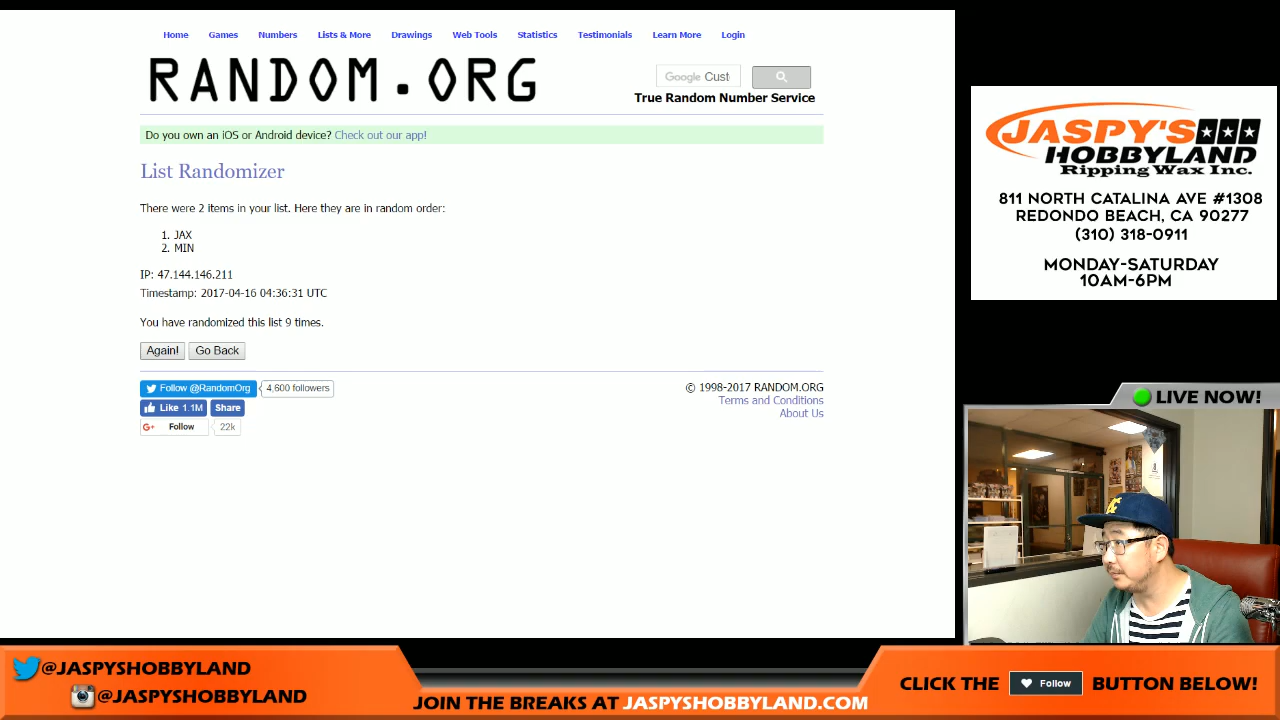 Home Games Numbers Lists & More Drawings Web Tools Statistics Testimonials Learn More Login
RANDOM.ORG
Google Cust
True Random Number Service
Do you own an iOS or Android device? Check out our app!
List Randomizer
There were 2 items in your list. Here they are in random order:
1. JAX
2. MIN
IP: 47.144.146.211
Timestamp: 2017-04-16 04:36:31 UTC
You have randomized this list 9 times.
Again! Go Back
Follow @RandomOrg 4,600 followers
Like 1.1M Share
G+ Follow 22k
© 1998-2017 RANDOM.ORG
Terms and Conditions
About Us
JASPY'S
HOBBYLAND
Ripping Wax Inc.
811 NORTH CATALINA AVE #1308
REDONDO BEACH, CA 90277
(310) 318-0911
MONDAY-SATURDAY
10AM-6PM
LIVE NOW!
@JASPYSHOBBYLAND
@JASPYSHOBBYLAND
JOIN THE BREAKS AT JASPYSHOBBYLAND.COM
CLICK THE Follow BUTTON BELOW!